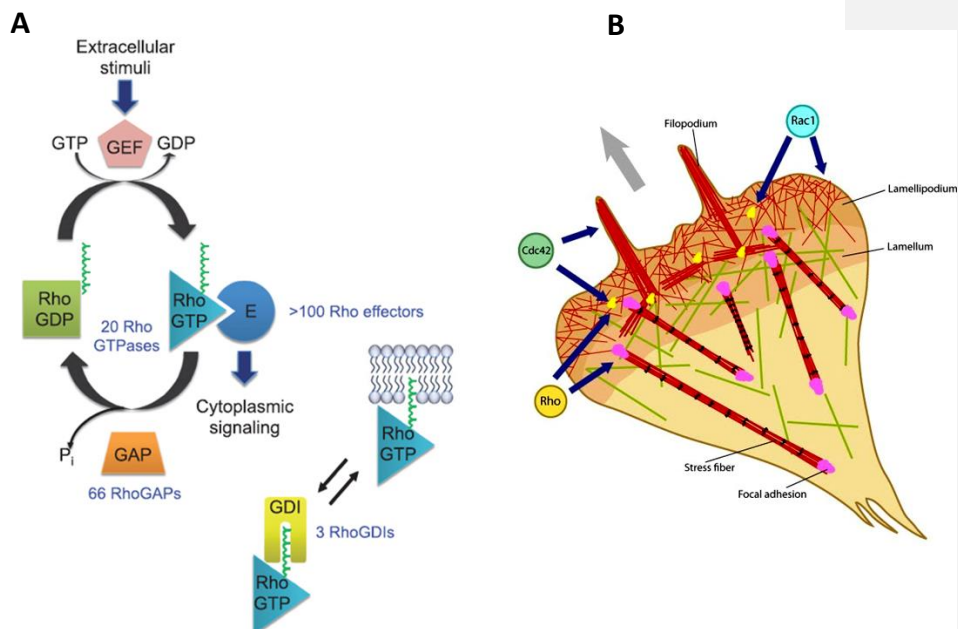 A
Extracellular
stimuli
GTP
GEF
GDP
Rho
GDP
20 Rho
GTPases
Rho
GTP
E
>100 Rho effectors
Cytoplasmic
signaling
Pi
GAP
66 RhoGAPs
Rho
GTP
GDI
3 RhoGDIs
Rho
GTP
B
Filopodium
Rac1
Lamellipodium
Lamellum
Cdc42
Rho
Stress fiber
Focal adhesion